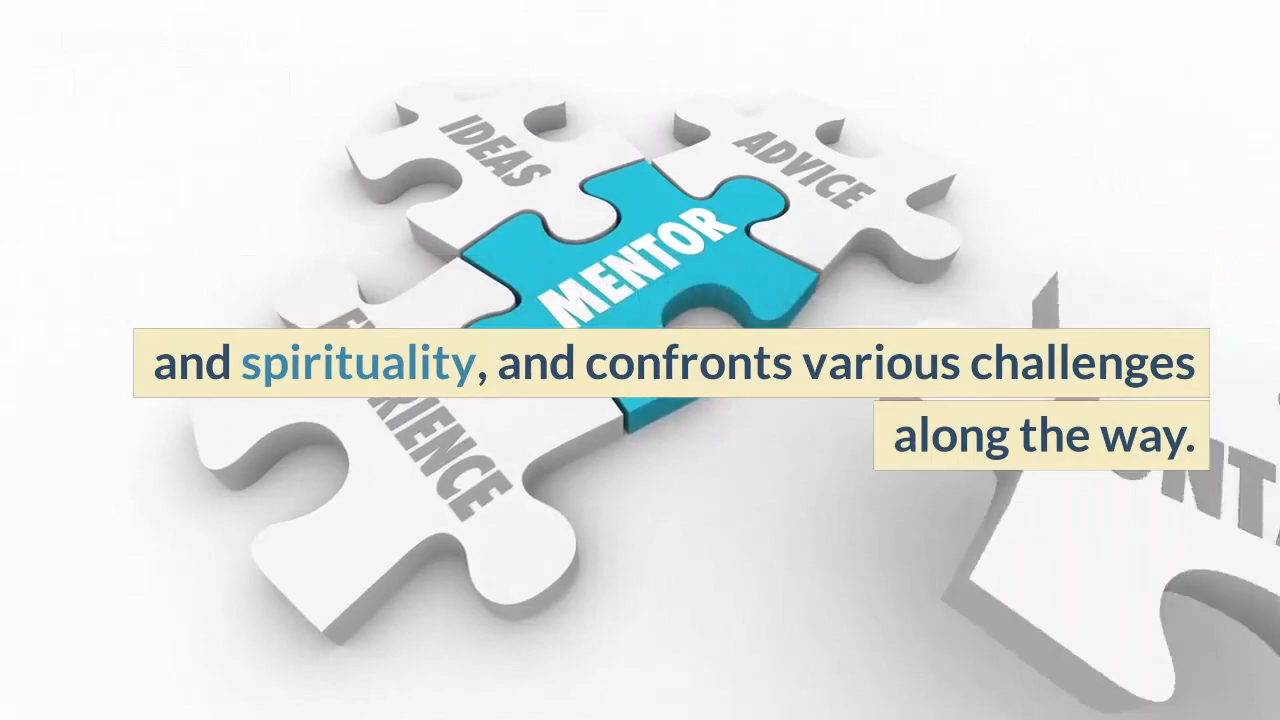 IDEAS
ADVICE
MENTOR
and spirituality, and confronts various challenges
along the way.